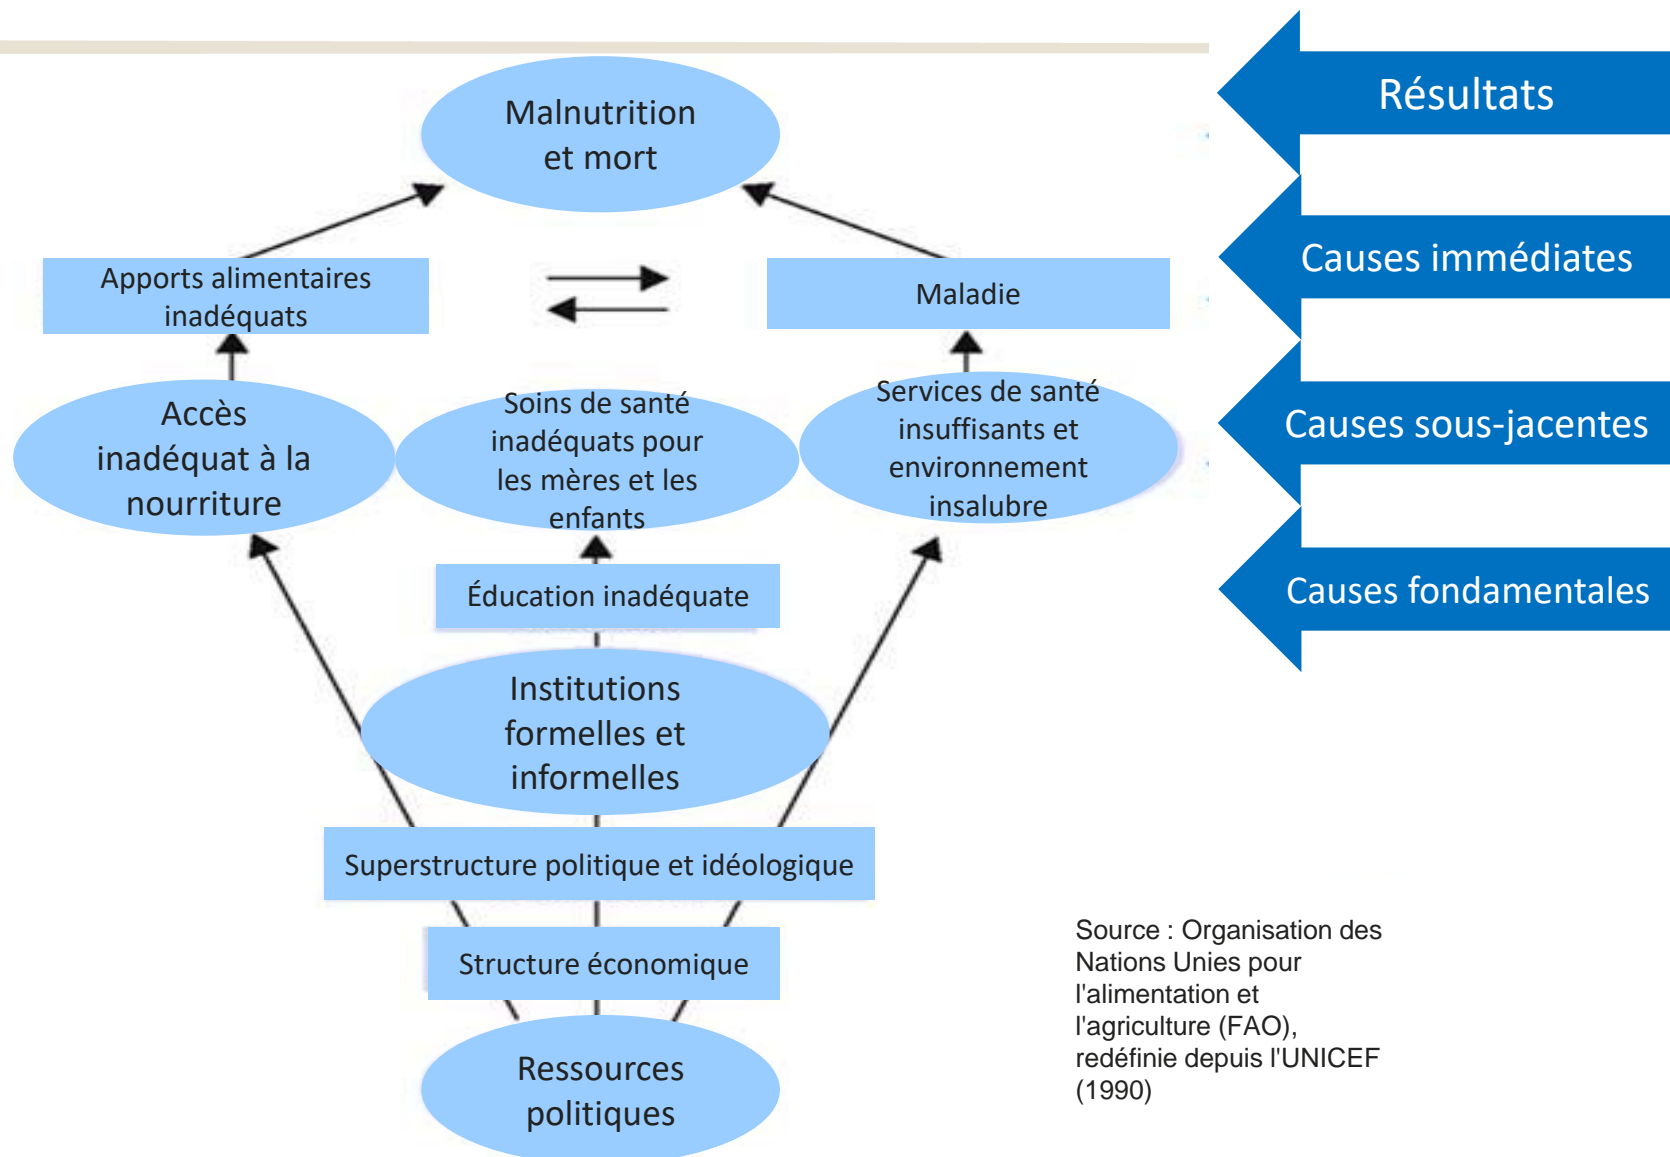 Résultats
Malnutrition
et mort
Causes immédiates
Apports alimentaires
inadéquats
Maladie
Causes sous-jacentes
Accès
inadéquat à la
nourriture
Soins de santé
inadéquats pour
les mères et les
enfants
Services de santé
insuffisants et
environnement
insalubre
Causes fondamentales
Éducation inadéquate
Institutions
formelles et
informelles
Superstructure politique et idéologique
Structure économique
Ressources
politiques
Source : Organisation des
Nations Unies pour
l'alimentation et
l'agriculture (FAO),
redéfinie depuis l'UNICEF
(1990)